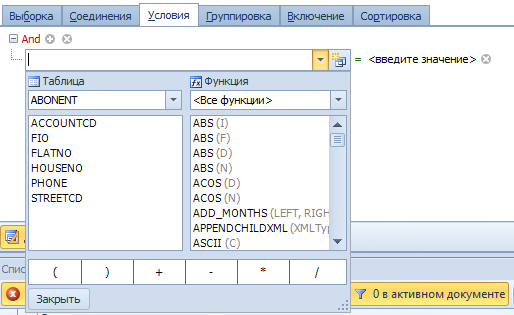 Выборка Соединения Условия Группировка Включение Сортировка
And
= <введите значение>
Таблица Функция
ABONENT <Все функции>
ACCOUNTCD ABS (I)
FIO ABS (F)
FLATNO ABS (D)
HOUSENO ABS (N)
PHONE ACOS (D)
STREETCD ACOS (N)
ADD_MONTHS (LEFT, RIGH
APPENDCHILDXML (XMLTyp
ASCII (C)
( ) + - * /
Спис
Закрыть
0 в активном документе